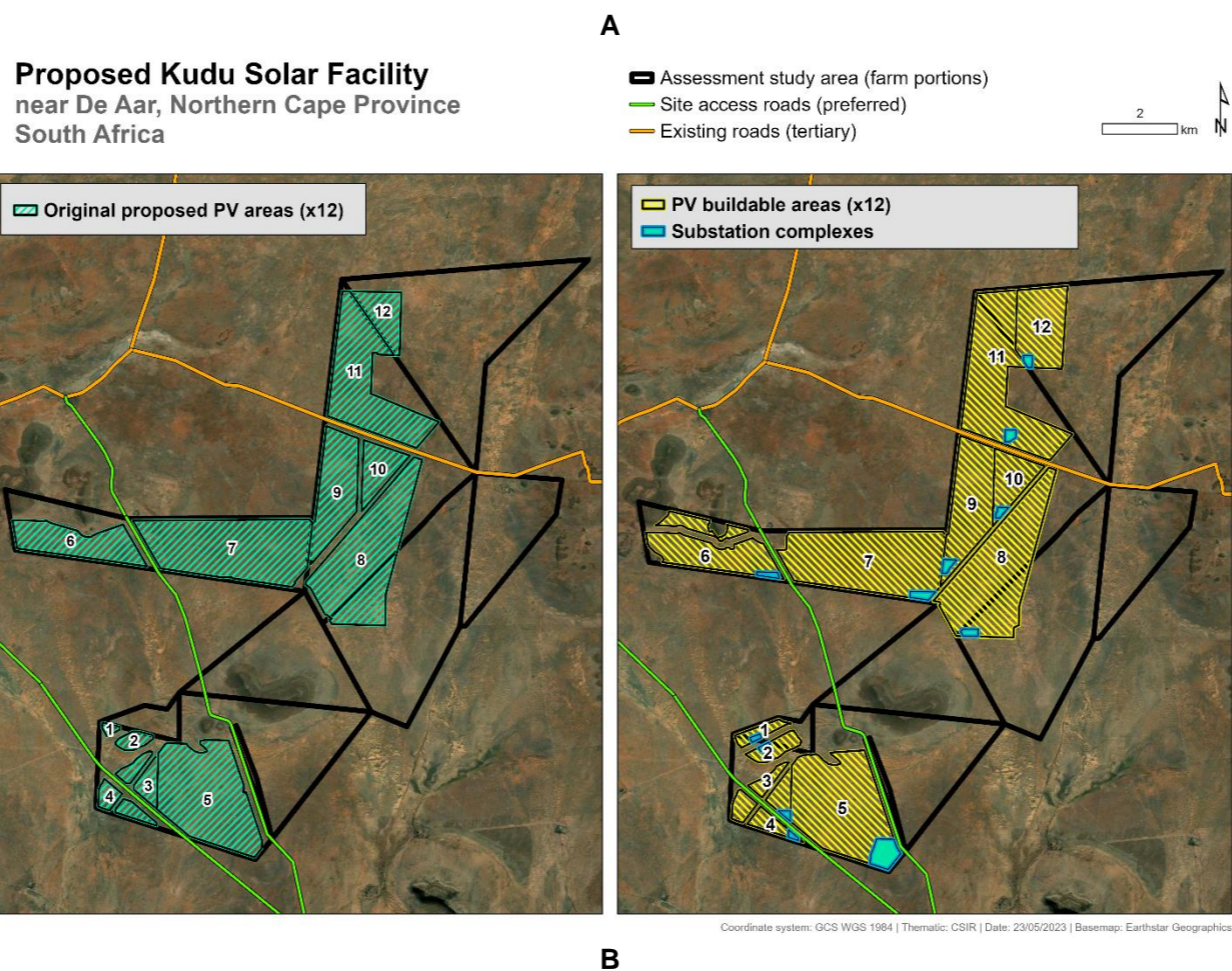 A
Proposed Kudu Solar Facility
near De Aar, Northern Cape Province
South Africa
Assessment study area (farm portions)
Site access roads (preferred)
Existing roads (tertiary)
2
km
N
Original proposed PV areas (x12)
12
11
10
9
8
7
6
1
2
3
4
5
PV buildable areas (x12)
Substation complexes
12
11
10
9
8
7
6
1
2
3
4
5
Coordinate system: GCS WGS 1984 | Thematic: CSIR | Date: 23/05/2023 | Basemap: Earthstar Geographics
B